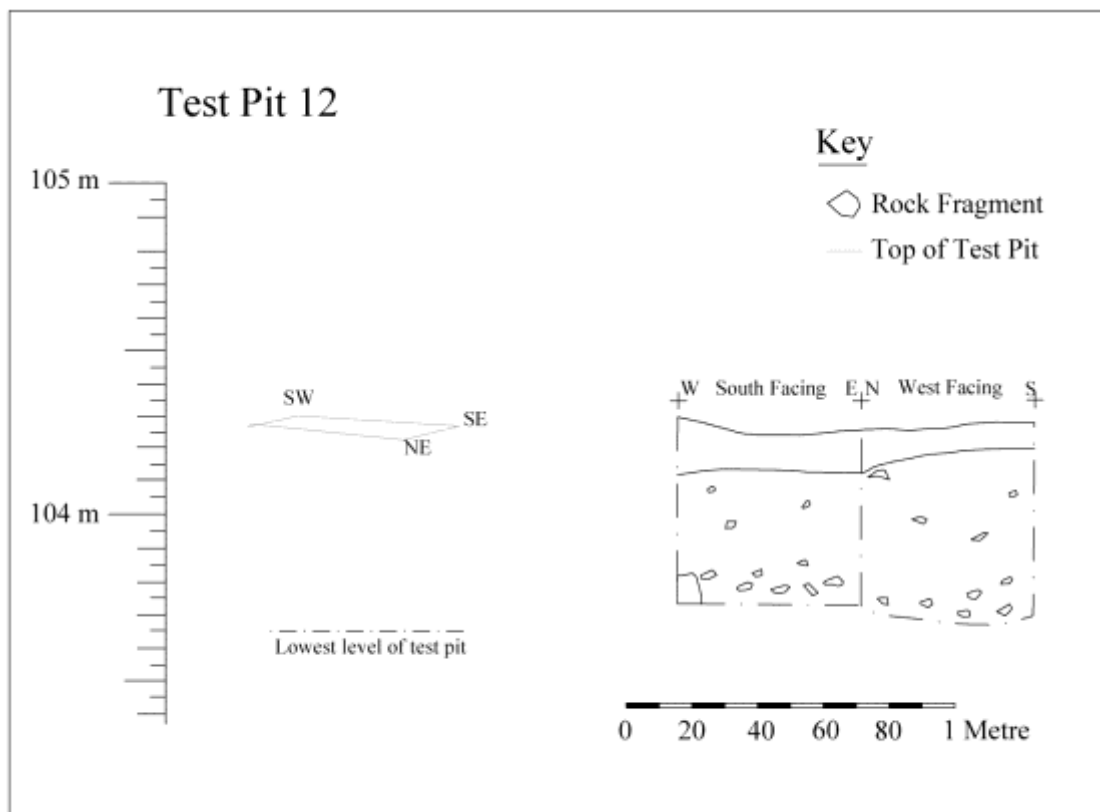 Test Pit 12
Key
Rock Fragment
Top of Test Pit
105 m
104 m
SW
SE
NE
Lowest level of test pit
W South Facing E N West Facing S
0 20 40 60 80 1 Metre